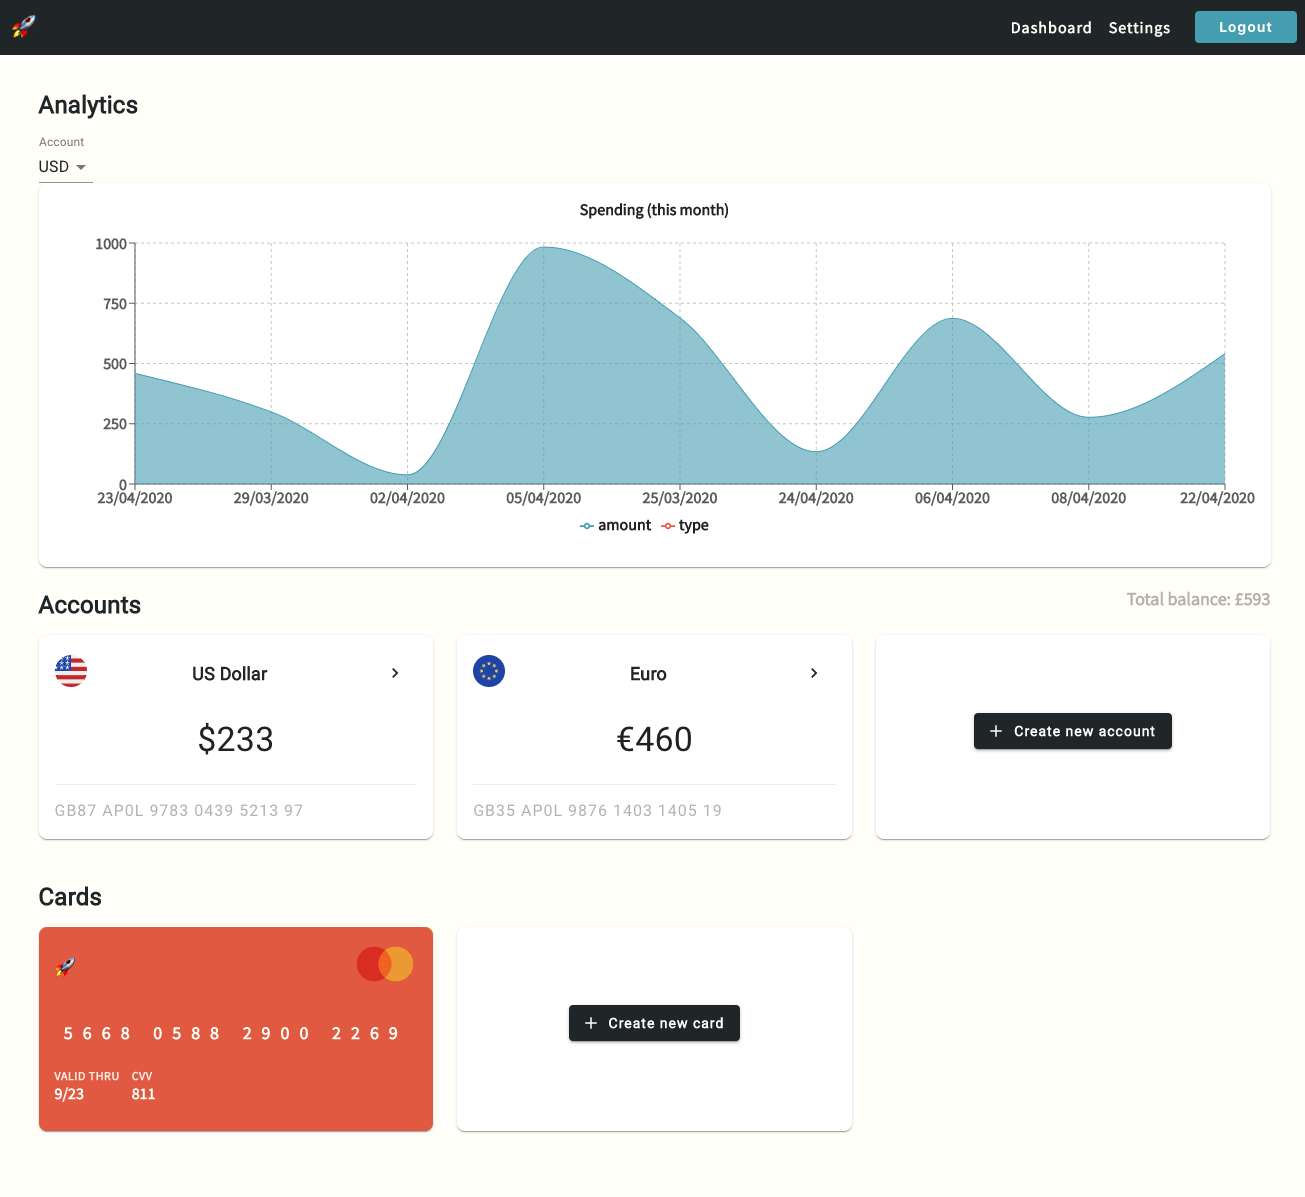 Dashboard Settings Logout
Analytics
Account
USD
Spending (this month)
1000
750
500
250
0
23/04/2020 29/03/2020 02/04/2020 05/04/2020 25/03/2020 24/04/2020 06/04/2020 08/04/2020 22/04/2020
amount type
Accounts
Total balance: £593
US Dollar
$233
GB87 AP0L 9783 0439 5213 97
Euro
€460
GB35 AP0L 9876 1403 1405 19
Create new account
Cards
5668 0588 2900 2269
VALID THRU CVV
9/23 811
Create new card